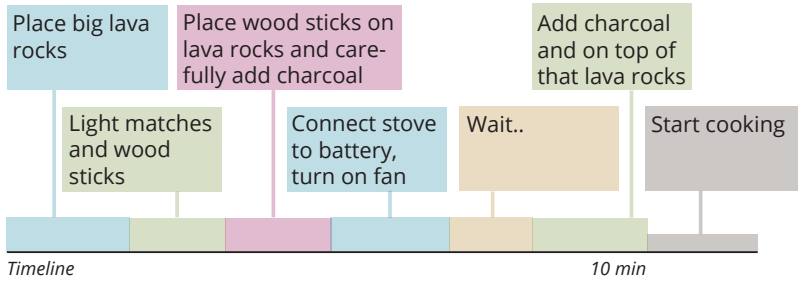 Place big lava
rocks
Place wood sticks on
lava rocks and care-
fully add charcoal
Add charcoal
and on top of
that lava rocks
Light matches
and wood
sticks
Connect stove
to battery,
turn on fan
Wait..
Start cooking
Timeline
10 min